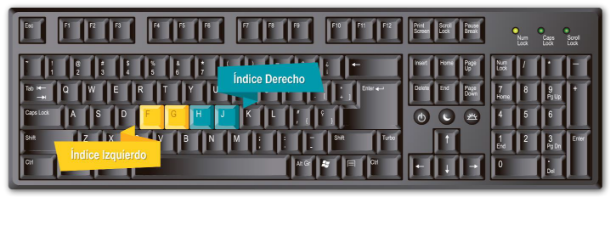 Esc F1 F2 F3 F4 F5 F6 F7 F8 F9 F10 F11 F12
Print Screen Scroll Lock Pause Break
Num Lock Caps Lock Scroll Lock
Insert Home Page Up
Num Lock / * -
Tab Q W E R T Y U
Índice Derecho
Enter
Delete End Page Down
7 Home 8 9 Pg Up +
Caps Lock A S D F G H J K L
4 5 6
Shift Z X
N M
Shift Turbo
1 End 2 3 Pg Dn Enter
Índice Izquierdo
Ctrl
Alt Gr
Ctrl
0
Del